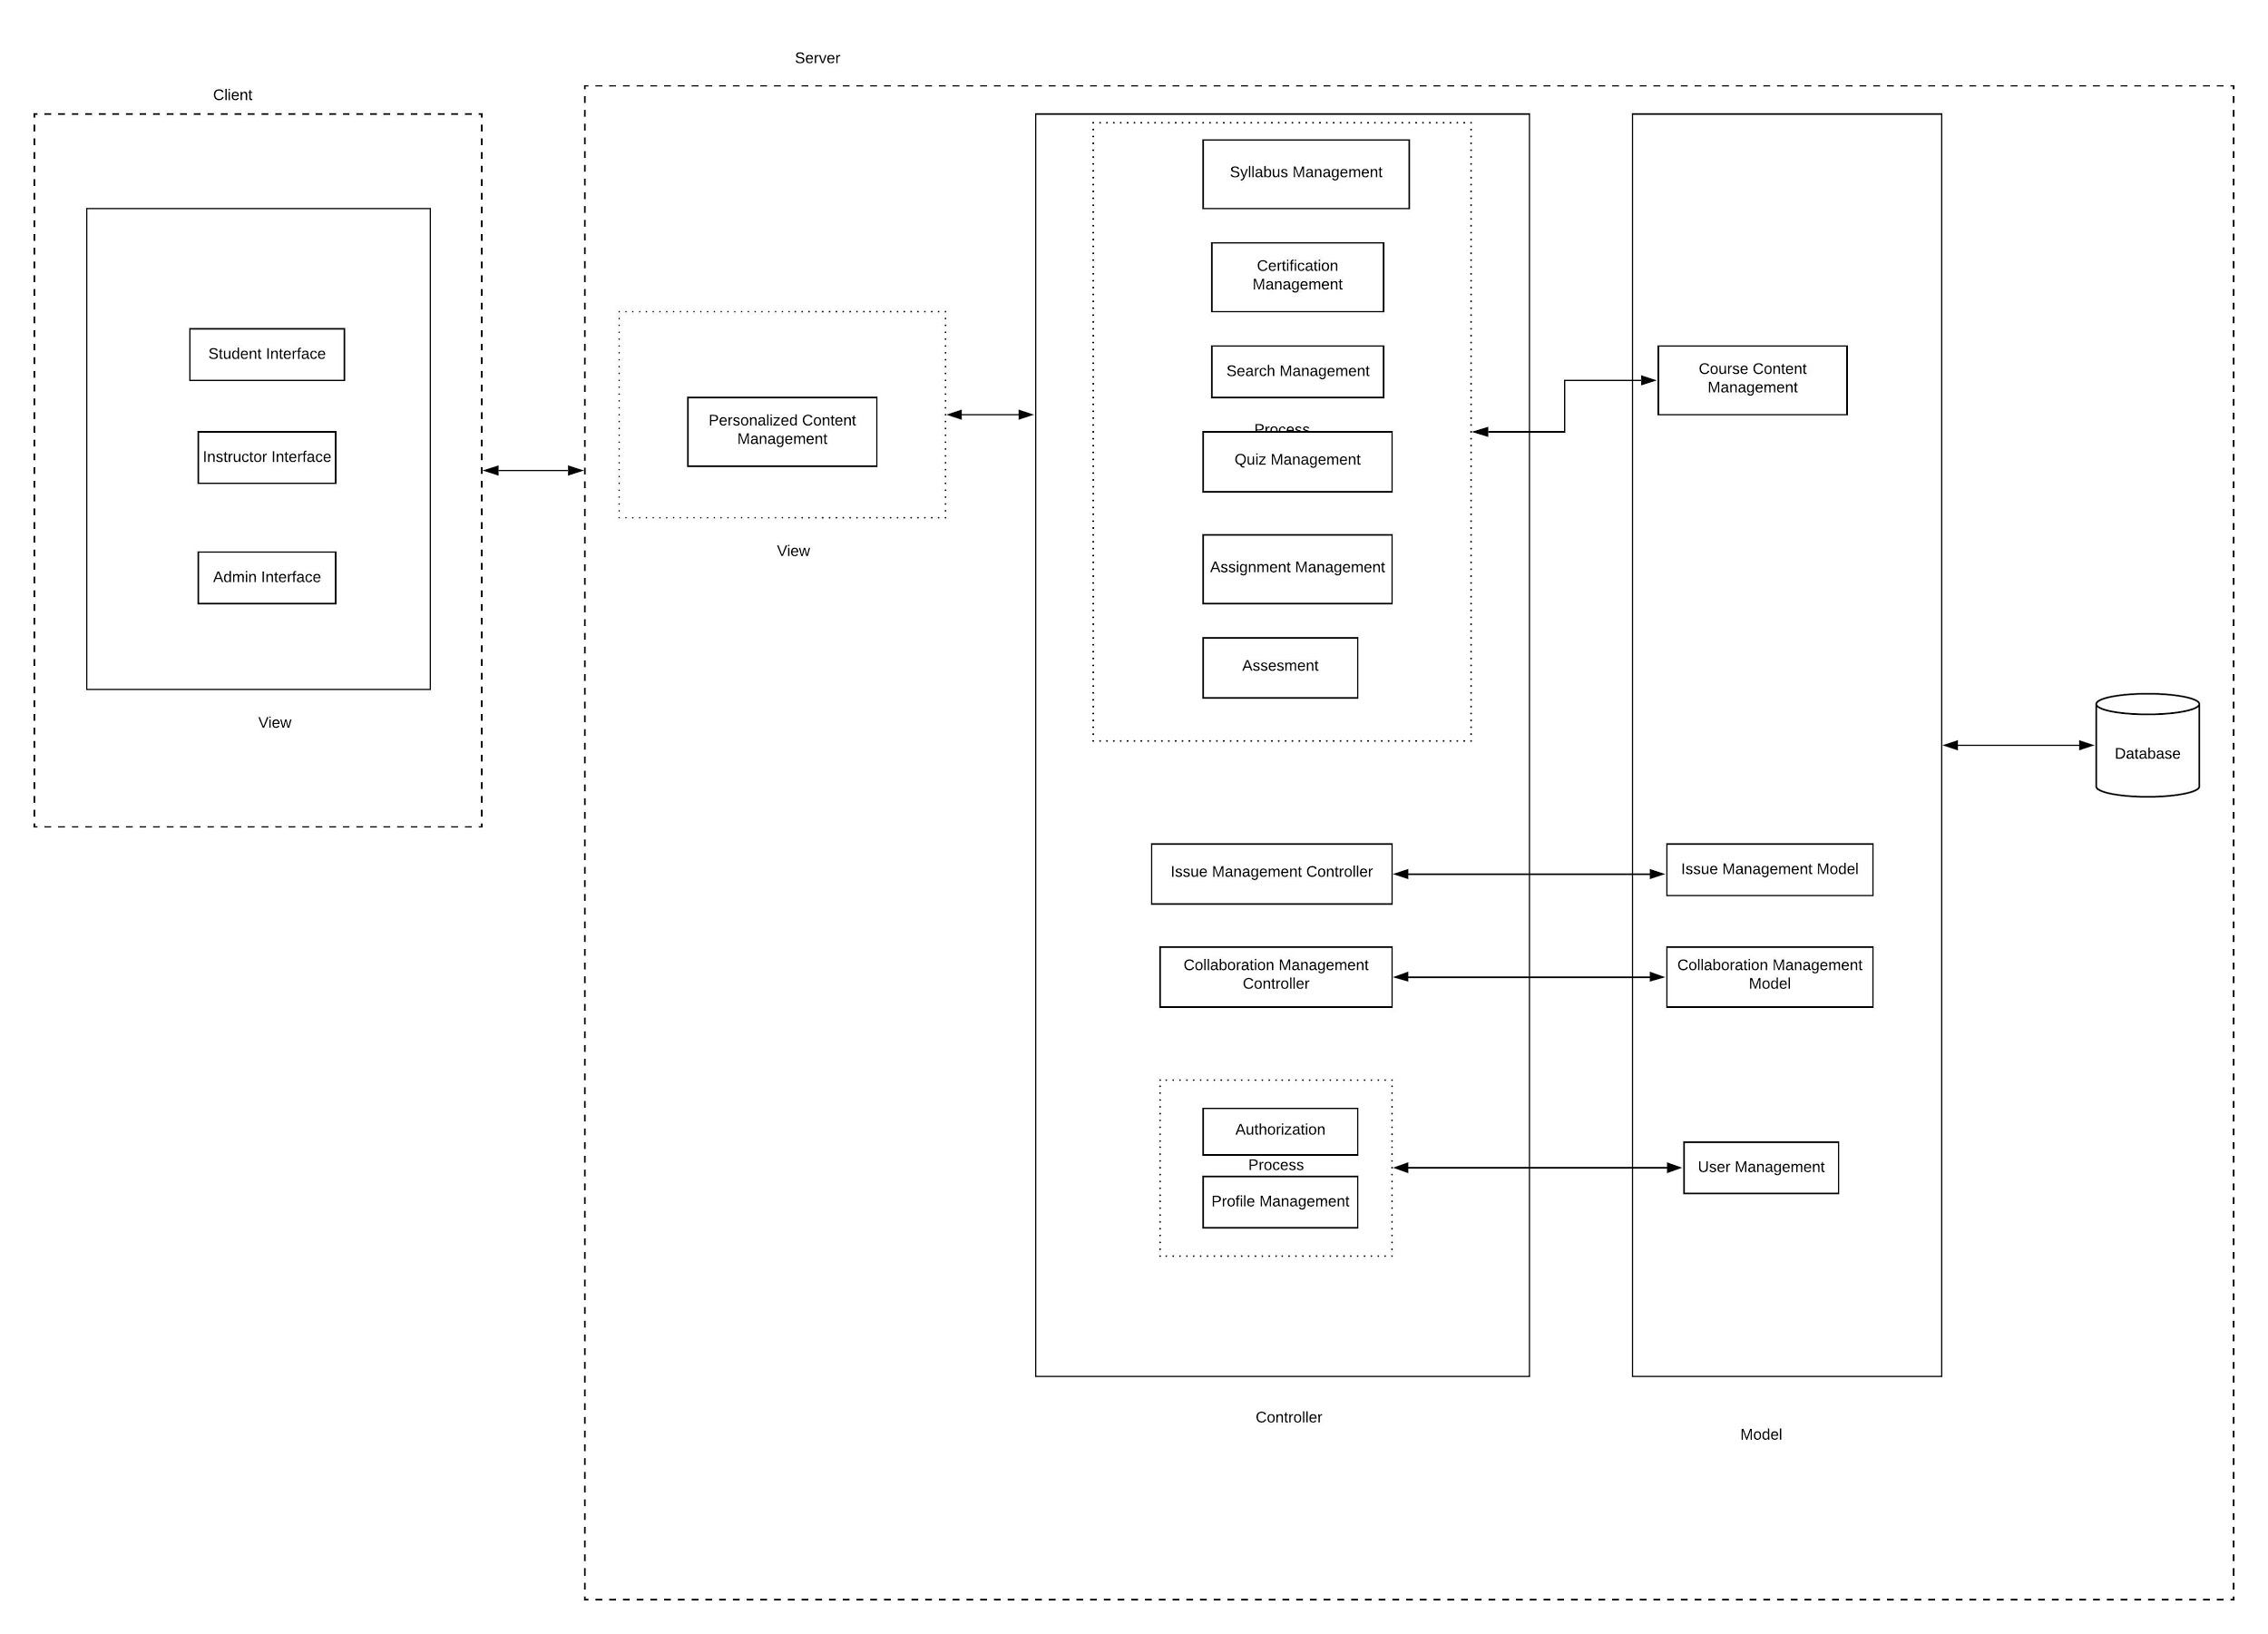 Server
Client
Student Interface
Instructor Interface
Admin Interface
View
Personalized Content
Management
View
Syllabus Management
Certification
Management
Search Management
Process
Quiz Management
Assignment Management
Assesment
Issue Management Controller
Collaboration Management
Controller
Authorization
Process
Profile Management
Controller
Course Content
Management
Issue Management Model
Collaboration Management
Model
User Management
Model
Database